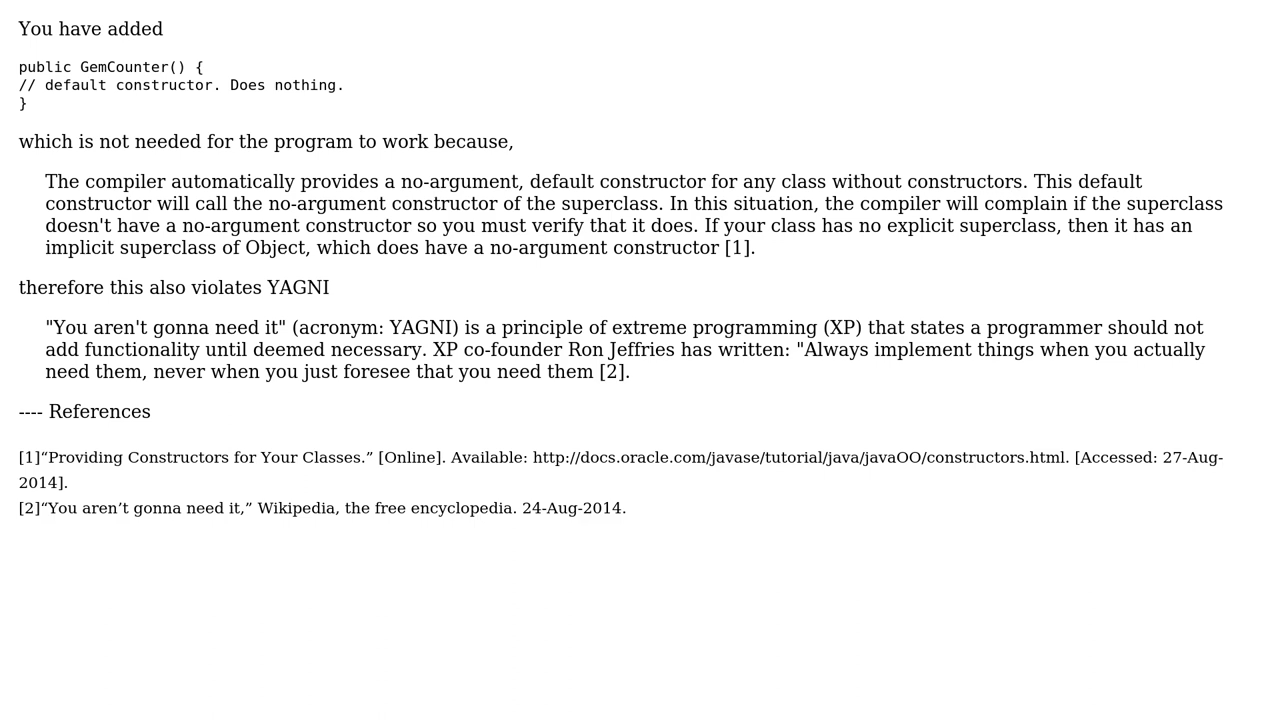 You have added
public GemCounter() {
// default constructor. Does nothing.
}
which is not needed for the program to work because,
The compiler automatically provides a no-argument, default constructor for any class without constructors. This default
constructor will call the no-argument constructor of the superclass. In this situation, the compiler will complain if the superclass
doesn't have a no-argument constructor so you must verify that it does. If your class has no explicit superclass, then it has an
implicit superclass of Object, which does have a no-argument constructor [1].
therefore this also violates YAGNI
"You aren't gonna need it" (acronym: YAGNI) is a principle of extreme programming (XP) that states a programmer should not
add functionality until deemed necessary. XP co-founder Ron Jeffries has written: "Always implement things when you actually
need them, never when you just foresee that you need them [2].
---- References
[1]“Providing Constructors for Your Classes.” [Online]. Available: http://docs.oracle.com/javase/tutorial/java/javaOO/constructors.html. [Accessed: 27-Aug-
2014].
[2]“You aren’t gonna need it,” Wikipedia, the free encyclopedia. 24-Aug-2014.